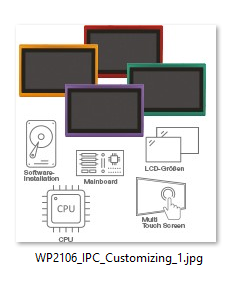 Software-
Installation
Mainboard
LCD-Größen
CPU
CPU
Multi
Touch Screen
WP2106_IPC_Customizing_1.jpg